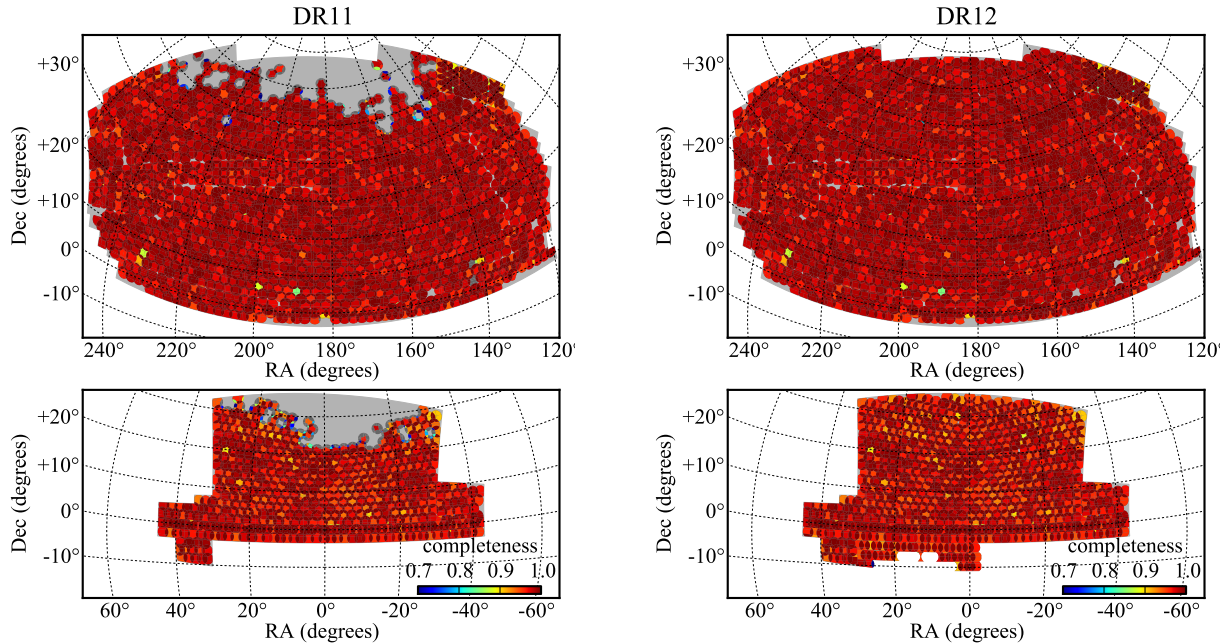 DR11
DR12
+30°
+20°
+10°
0°
-10°
Dec (degrees)
240° 220° 200° 180° 160° 140° 120°
RA (degrees)
+30°
+20°
+10°
0°
-10°
Dec (degrees)
240° 220° 200° 180° 160° 140° 120°
RA (degrees)
+20°
+10°
0°
-10°
Dec (degrees)
completeness
0.7 0.8 0.9 1.0
60° 40° 20° 0° -20° -40° -60°
RA (degrees)
+20°
+10°
0°
-10°
Dec (degrees)
completeness
0.7 0.8 0.9 1.0
60° 40° 20° 0° -20° -40° -60°
RA (degrees)